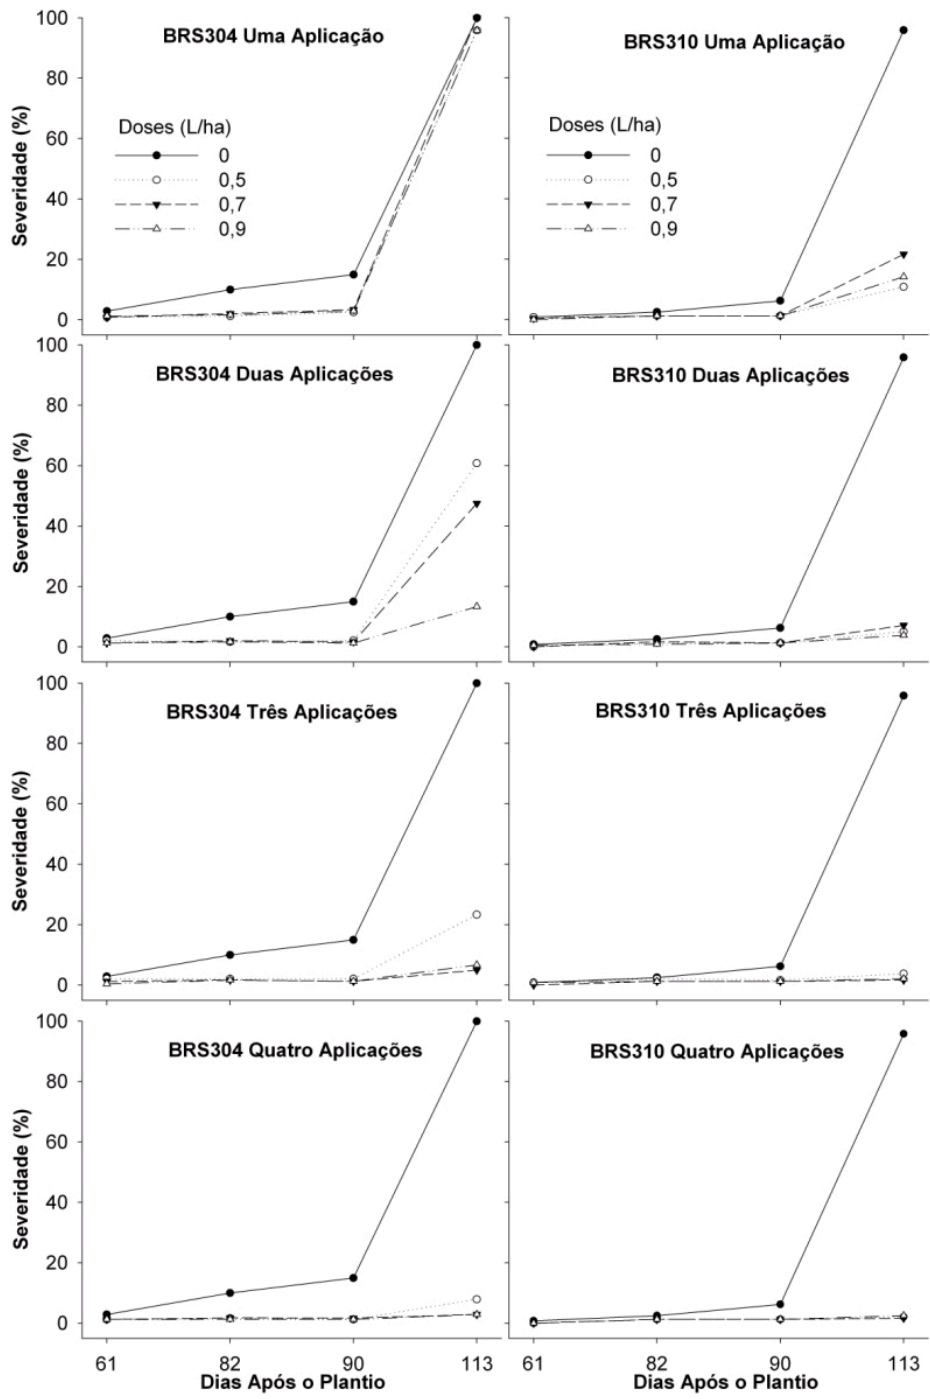 BRS304 Uma Aplicação
Severidade (%)
100
80
60
40
20
0
Doses (L/ha)
0
0,5
0,7
0,9
BRS310 Uma Aplicação
Doses (L/ha)
0
0,5
0,7
0,9
BRS304 Duas Aplicações
Severidade (%)
100
80
60
40
20
0
BRS310 Duas Aplicações
BRS304 Três Aplicações
Severidade (%)
100
80
60
40
20
0
BRS310 Três Aplicações
BRS304 Quatro Aplicações
Severidade (%)
100
80
60
40
20
0
BRS310 Quatro Aplicações
61 82 90 113
61 82 90 113
Dias Após o Plantio
Dias Após o Plantio